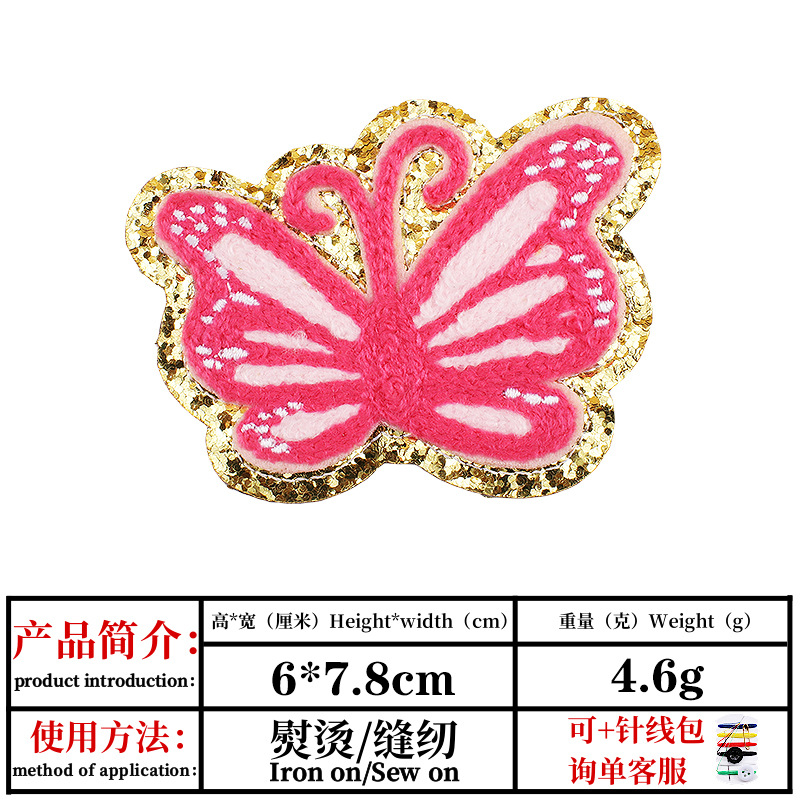 产品简介：
product introduction:
高*宽（厘米）Height*width（cm）
重量（克）Weight（g）
6*7.8cm
4.6g
使用方法：
method of application:
熨烫/缝纫
Iron on/Sew on
可+针线包
询单客服